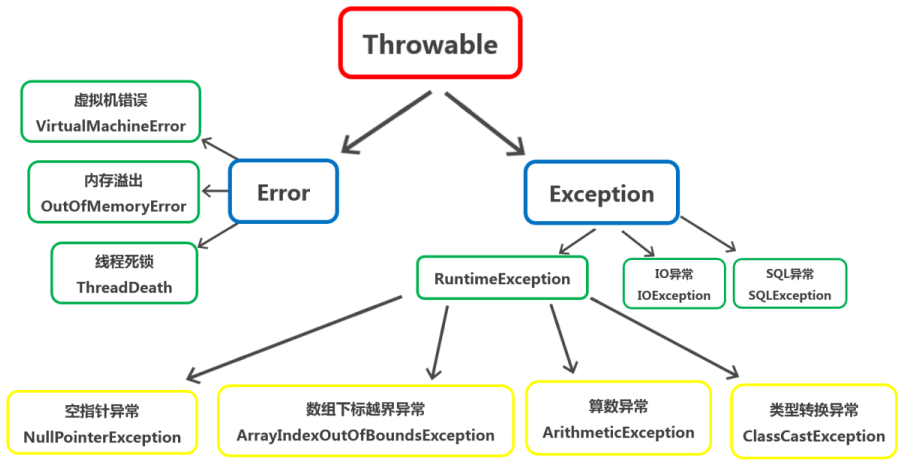 Throwable
虚拟机错误
VirtualMachineError
内存溢出
OutOfMemoryError
线程死锁
ThreadDeath
Error
Exception
RuntimeException
IO异常
IOException
SQL异常
SQLException
空指针异常
NullPointerException
数组下标越界异常
ArrayIndexOutOfBoundsException
算数异常
ArithmeticException
类型转换异常
ClassCastException